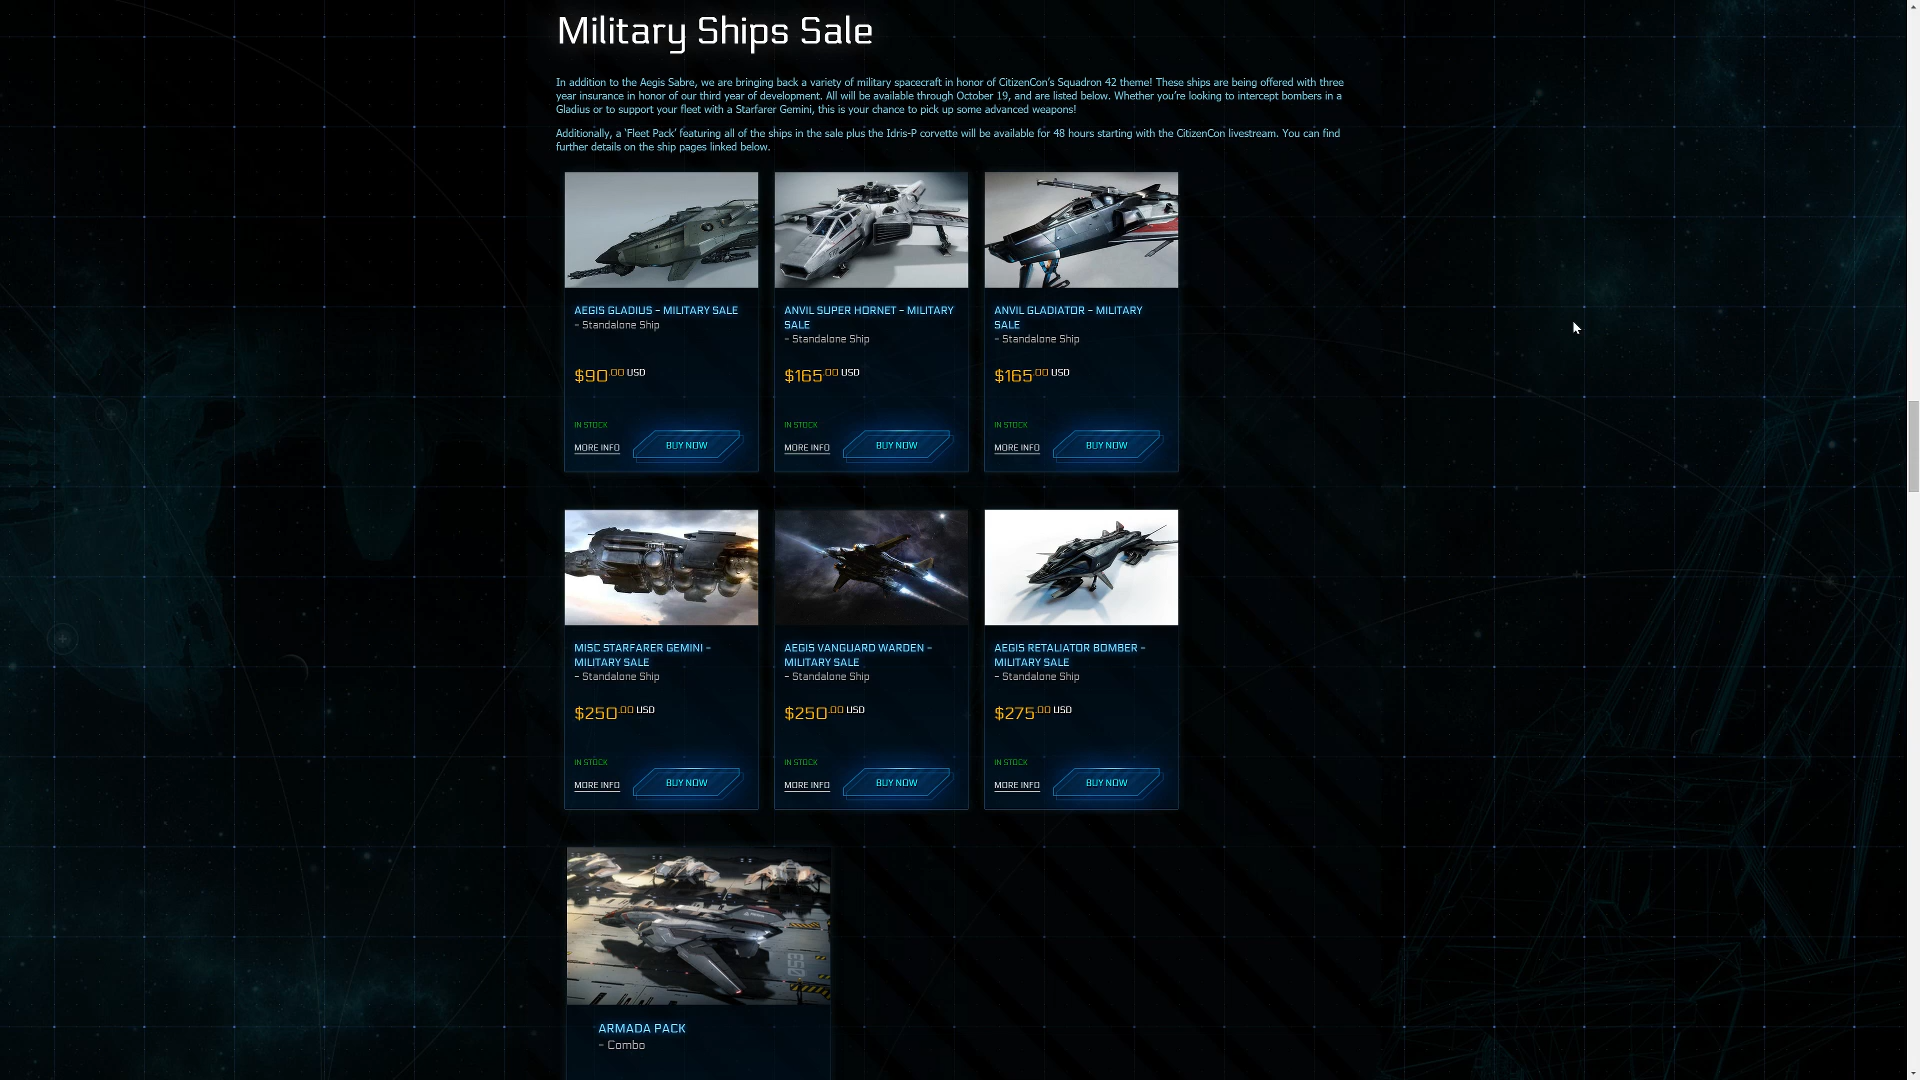 Military Ships Sale
In addition to the Aegis Sabre, we are bringing back a variety of military spacecraft in honor of CitizenCon's Squadron 42 theme! These ships are being offered with three
year insurance in honor of our third year of development. All will be available through October 19, and are listed below. Whether you're looking to intercept bombers in a
Gladius or to support your fleet with a Starfarer Gemini, this is your chance to pick up some advanced weapons!
Additionally, a 'Fleet Pack' featuring all of the ships in the sale plus the Idris-P corvette will be available for 48 hours starting with the CitizenCon livestream. You can find
further details on the ship pages linked below.
AEGIS GLADIUS - MILITARY SALE
- Standalone Ship
$90.00 USD
IN STOCK
MORE INFO
BUY NOW
ANVIL SUPER HORNET - MILITARY
SALE
- Standalone Ship
$165.00 USD
IN STOCK
MORE INFO
BUY NOW
ANVIL GLADIATOR - MILITARY
SALE
- Standalone Ship
$165.00 USD
IN STOCK
MORE INFO
BUY NOW
MISC STARFARER GEMINI -
MILITARY SALE
- Standalone Ship
$250.00 USD
IN STOCK
MORE INFO
BUY NOW
AEGIS VANGUARD WARDEN -
MILITARY SALE
- Standalone Ship
$250.00 USD
IN STOCK
MORE INFO
BUY NOW
AEGIS RETALIATOR BOMBER -
MILITARY SALE
- Standalone Ship
$275.00 USD
IN STOCK
MORE INFO
BUY NOW
053
ARMADA PACK
- Combo